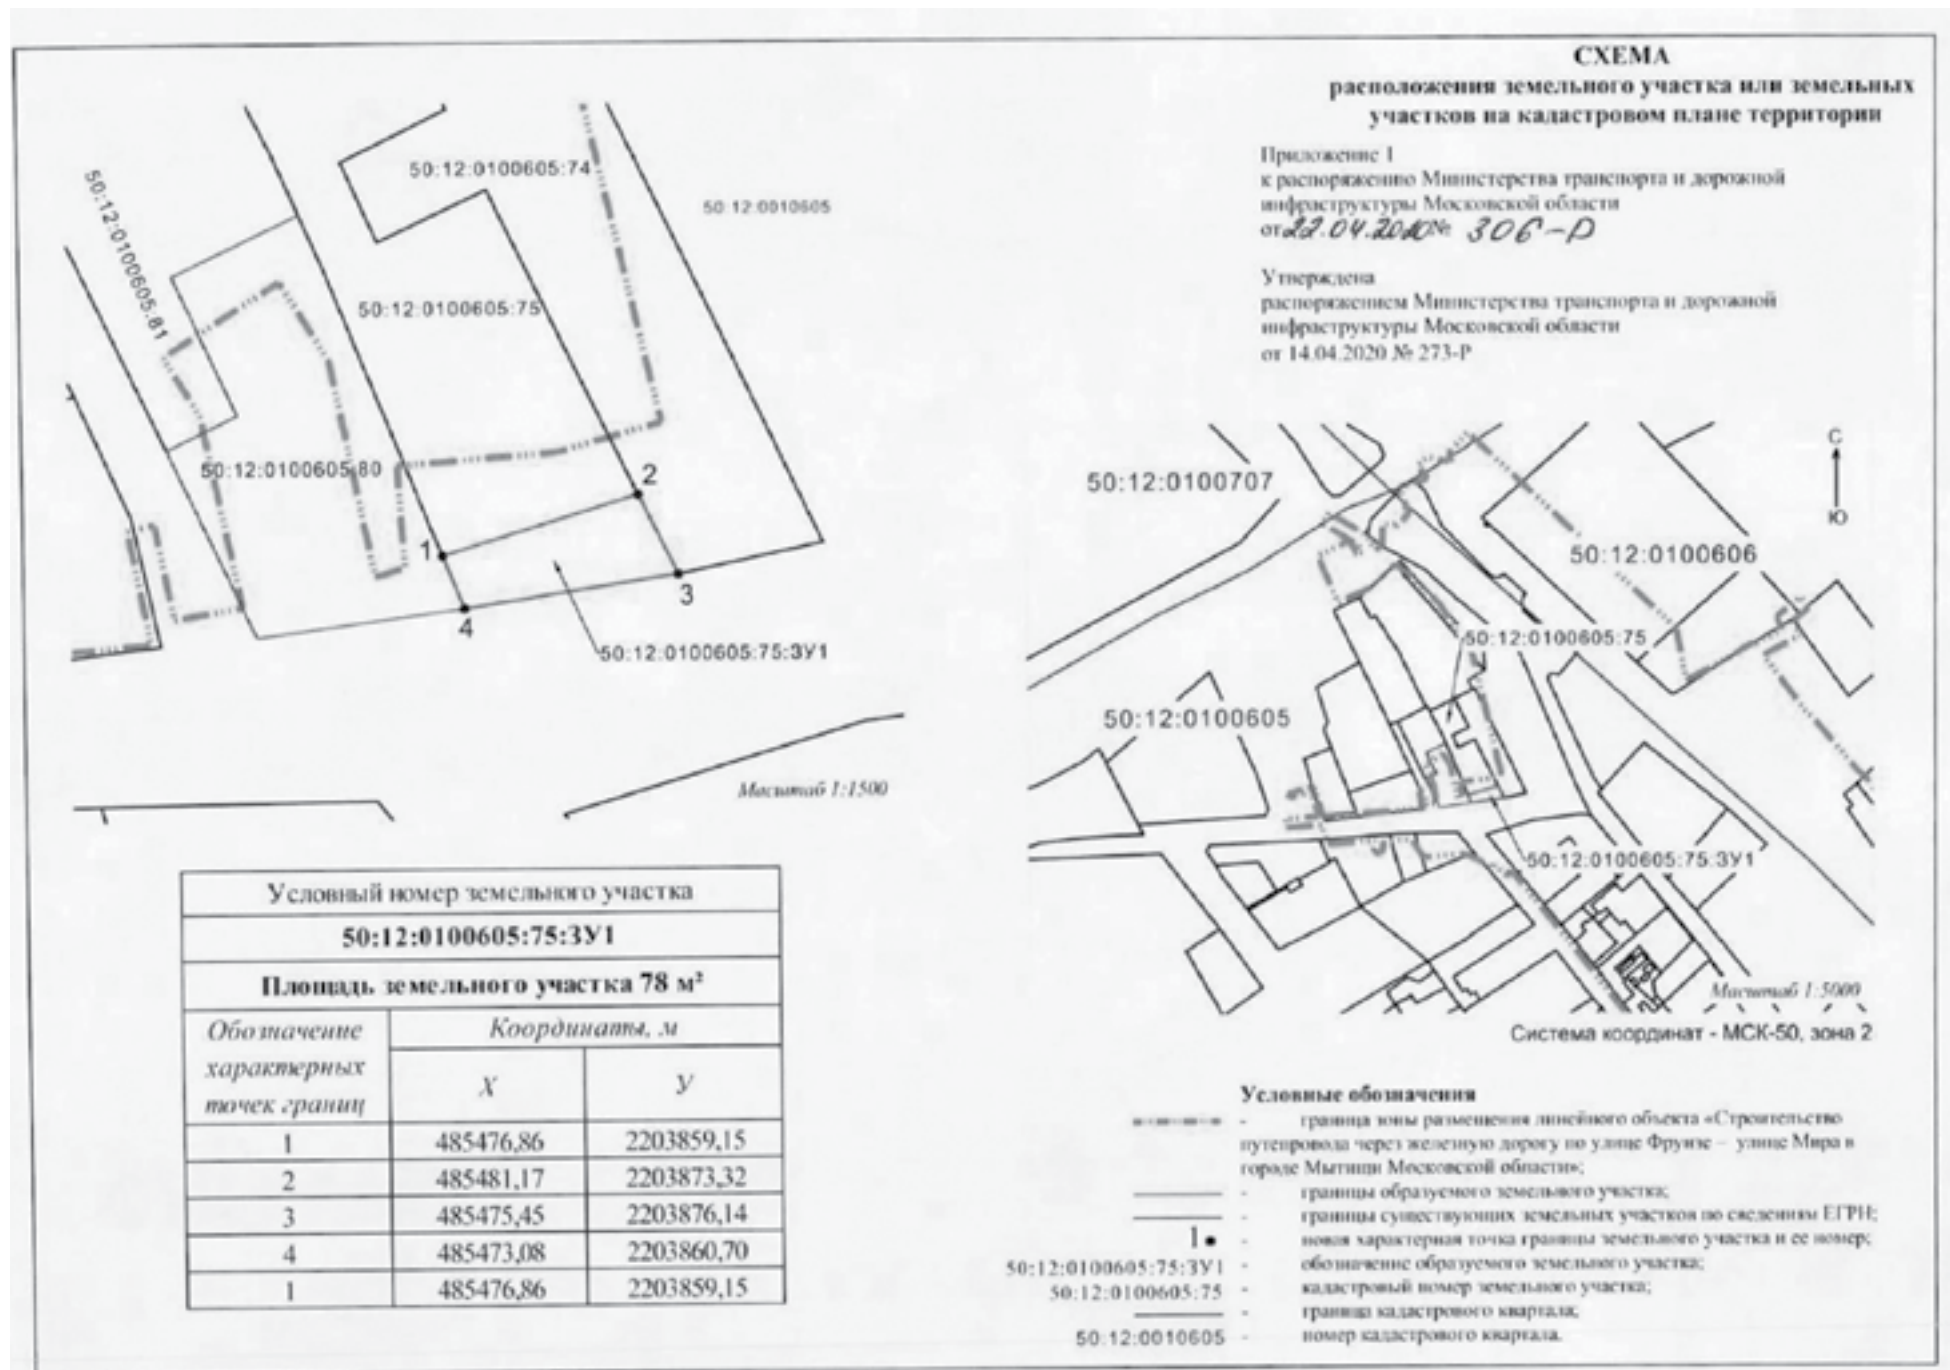 СХЕМА
расположения земельного участка или земельных
участков на кадастровом плане территории
Приложение 1
к распоряжению Министерства транспорта и дорожной
инфраструктуры Московской области
от 22.04.2020 № 306-Р
Утверждена
распоряжением Министерства транспорта и дорожной
инфраструктуры Московской области
от 14.04.2020 № 273-Р
50:12:0100605:81
50:12:0100605:74
50:12:0010605
50:12:0100605:75
50:12:0100605:80
1
2
3
4
50:12:0100605:75:ЗУ1
Масштаб 1:1500
С
Ю
50:12:0100707
50:12:0100606
50:12:0100605:75
50:12:0100605
50:12:0100605:75:ЗУ1
Масштаб 1:5000
Система координат - МСК-50, зона 2
Условный номер земельного участка
50:12:0100605:75:ЗУ1
Площадь земельного участка 78 м²
Обозначение
характерных
точек границ
Координаты, м
X У
1 485476,86 2203859,15
2 485481,17 2203873,32
3 485475,45 2203876,14
4 485473,08 2203860,70
1 485476,86 2203859,15
Условные обозначения
- граница зоны размещения линейного объекта «Строительство
путепровода через железную дорогу по улице Фрунзе – улице Мира в
городе Мытищи Московской области»;
- границы образуемого земельного участка;
- границы существующих земельных участков по сведениям ЕГРН;
1 - новая характерная точка границы земельного участка и ее номер;
50:12:0100605:75:ЗУ1 - обозначение образуемого земельного участка;
50:12:0100605:75 - кадастровый номер земельного участка;
- граница кадастрового квартала;
50:12:0010605 - номер кадастрового квартала.